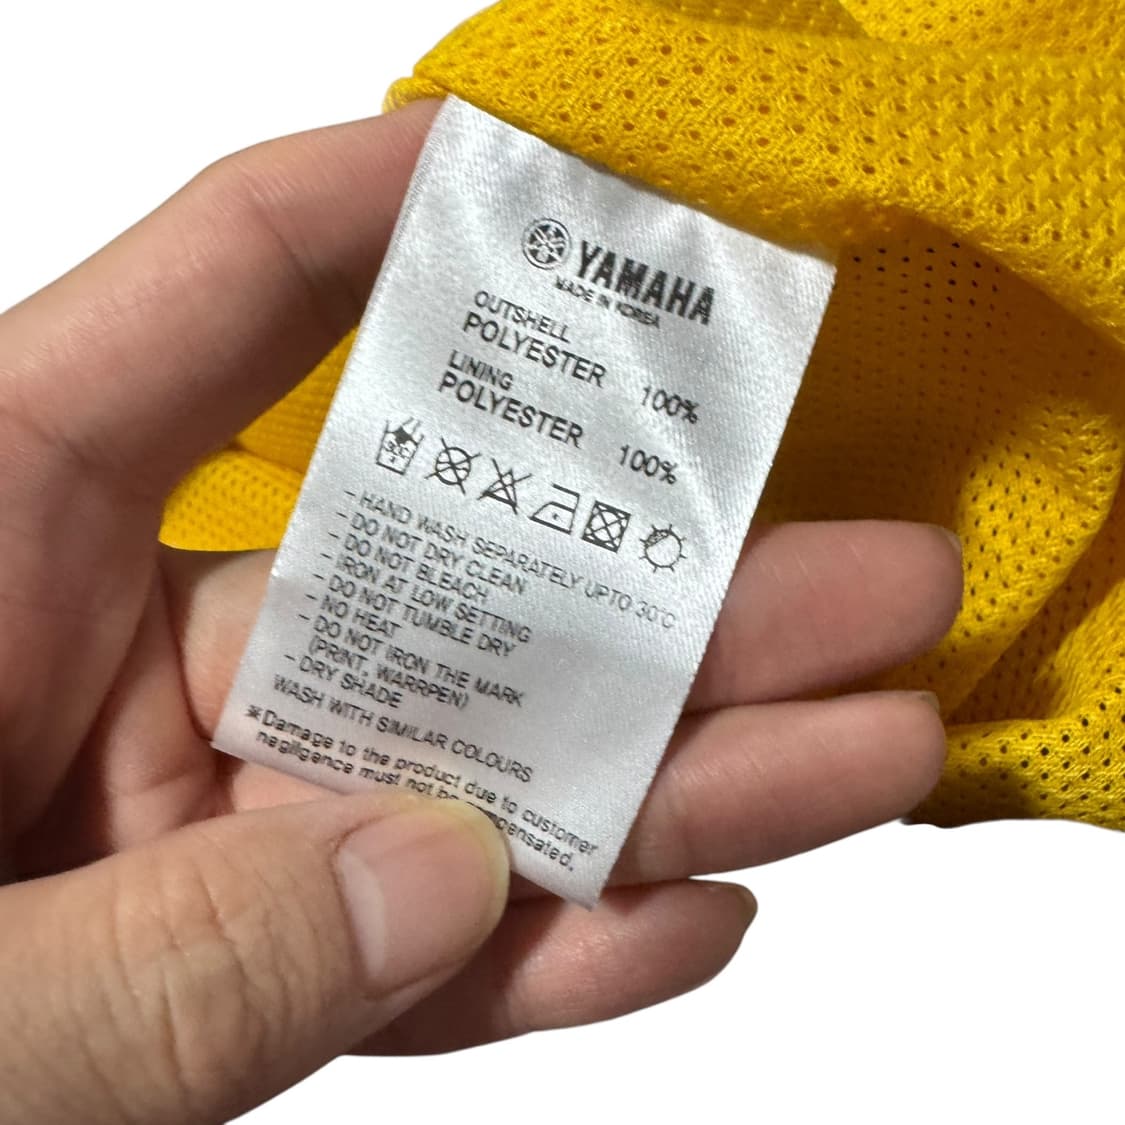 YAMAHA
MADE IN KOREA
OUTSHELL
POLYESTER 100%
LINING
POLYESTER 100%
30C
- HAND WASH SEPARATELY UPTO 30°C
- DO NOT DRY CLEAN
- DO NOT BLEACH
IRON AT LOW SETTING
- DO NOT TUMBLE DRY
- NO HEAT
- DO NOT IRON THE MARK
(PRINT, WARRPEN)
- DRY SHADE
WASH WITH SIMILAR COLOURS
※Damage to the product due to customer
negligence must not be compensated.